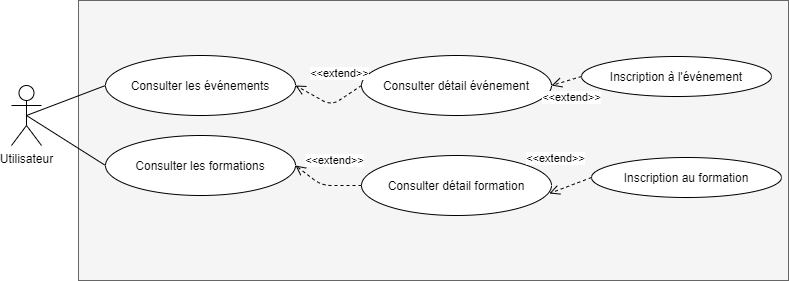 <<extend>>
Consulter les événements
Consulter détail événement
Inscription à l'événement
<<extend>>
Utilisateur
Consulter les formations
<<extend>>
Consulter détail formation
<<extend>>
Inscription au formation